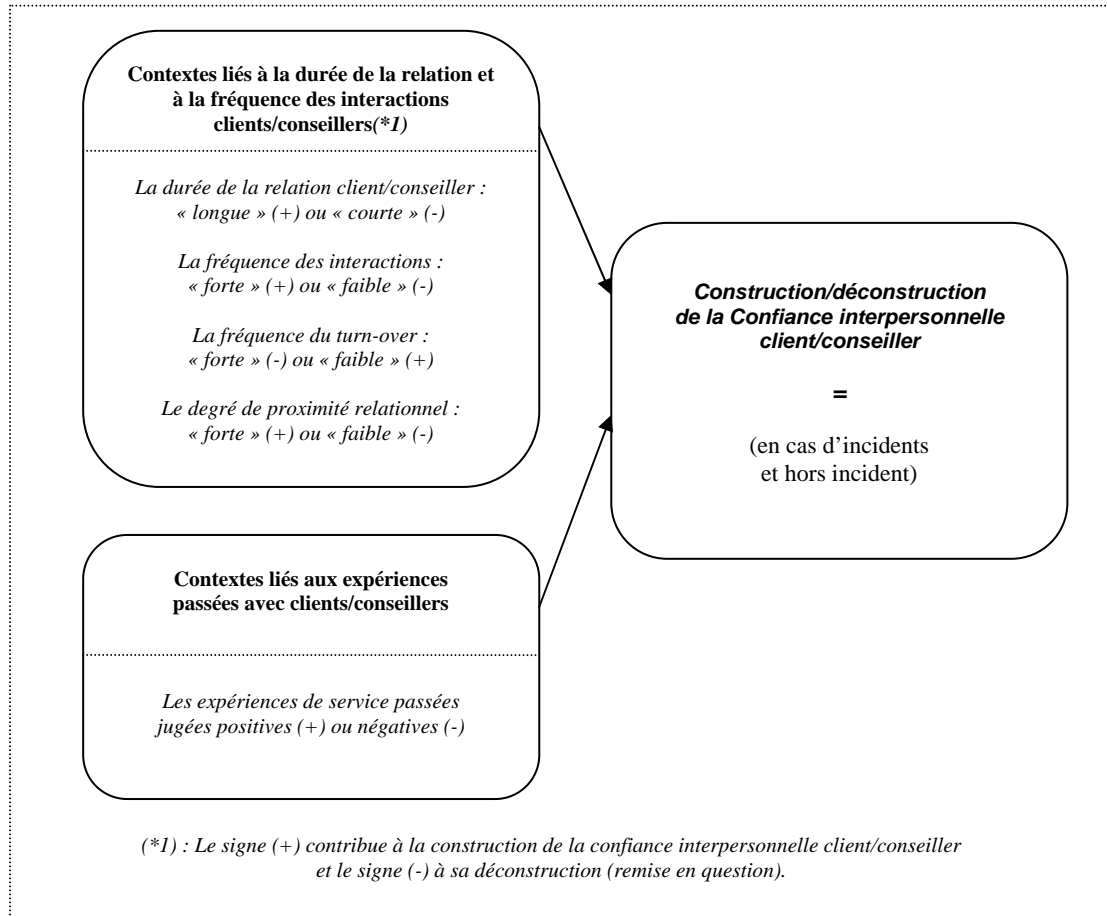 Contextes liés à la durée de la relation et
à la fréquence des interactions
clients/conseillers(*1)
La durée de la relation client/conseiller :
« longue » (+) ou « courte » (-)
La fréquence des interactions :
« forte » (+) ou « faible » (-)
La fréquence du turn-over :
« forte » (-) ou « faible » (+)
Le degré de proximité relationnel :
« forte » (+) ou « faible » (-)
Contextes liés aux expériences
passées avec clients/conseillers
Les expériences de service passées
jugées positives (+) ou négatives (-)
Construction/déconstruction
de la Confiance interpersonnelle
client/conseiller
=
(en cas d'incidents
et hors incident)
(*1) : Le signe (+) contribue à la construction de la confiance interpersonnelle client/conseiller
et le signe (-) à sa déconstruction (remise en question).